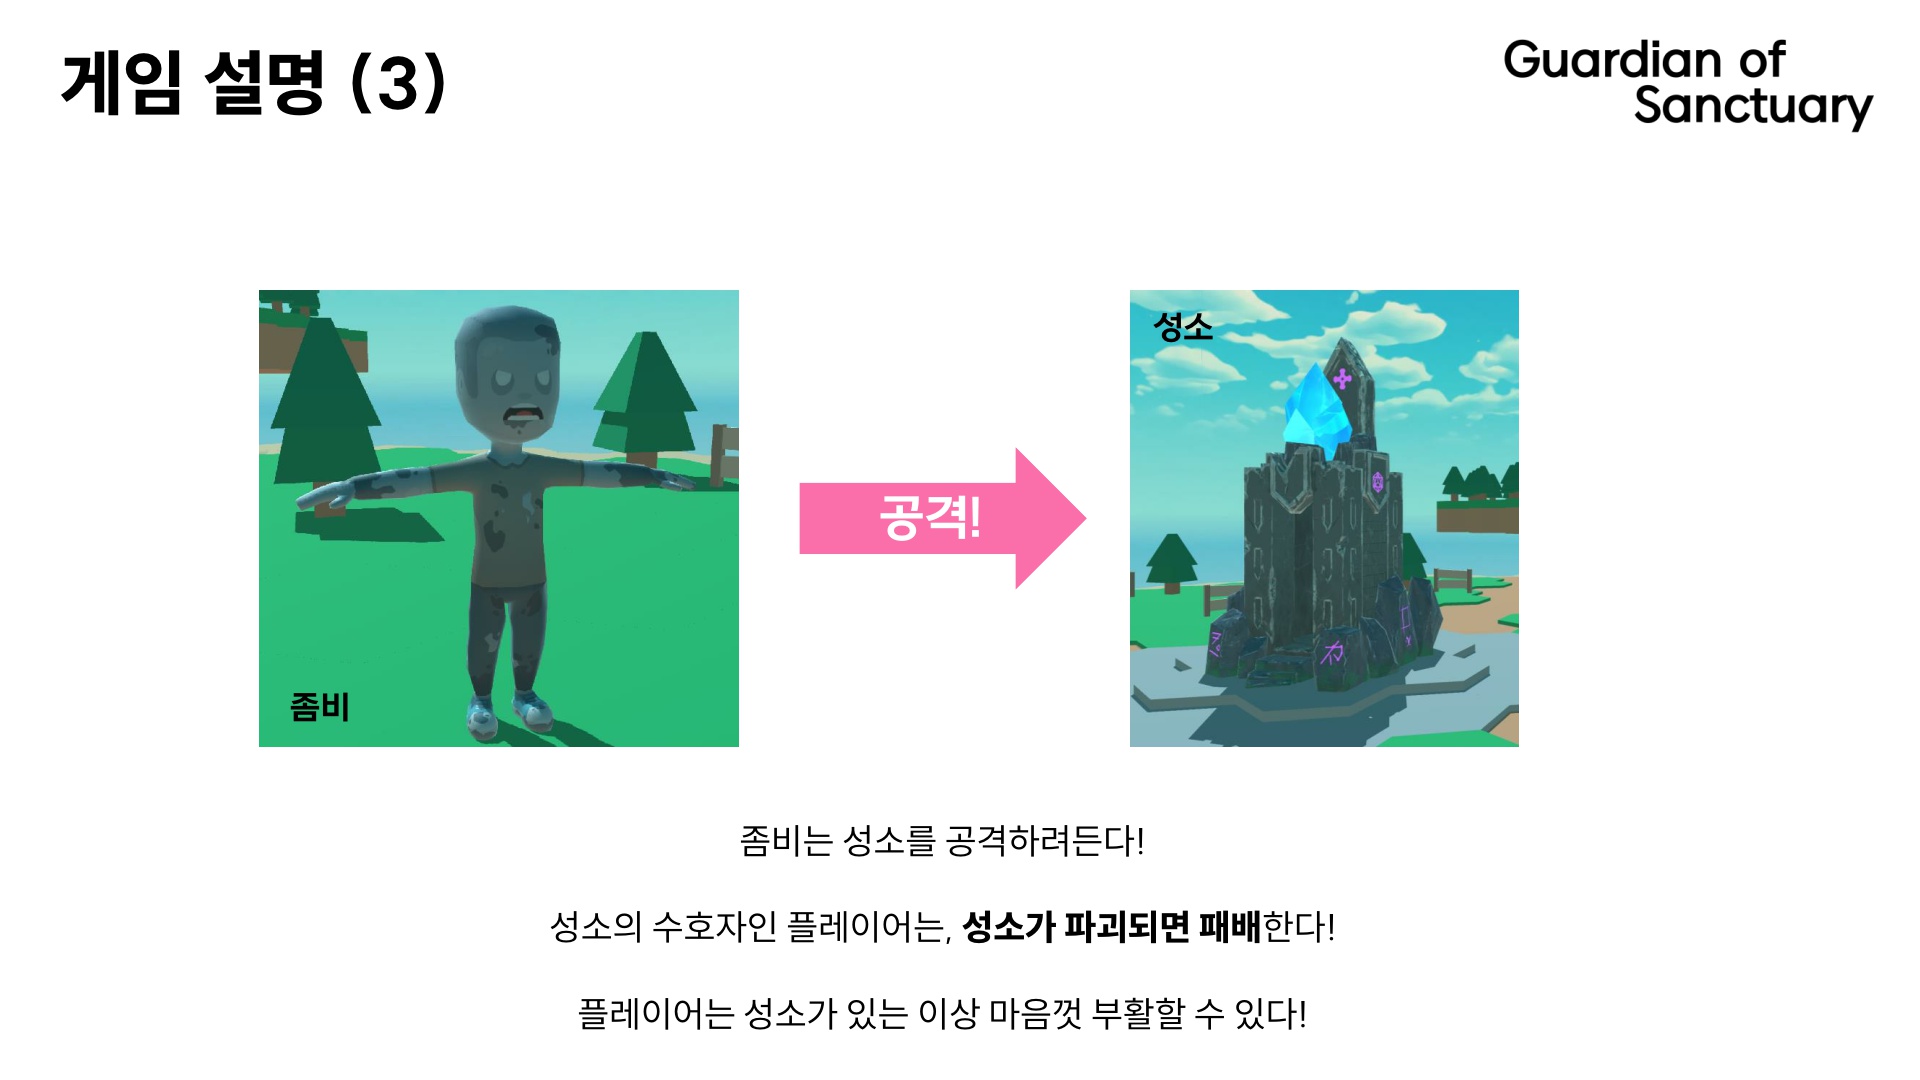 게임 설명 (3)
Guardian of
Sanctuary
성소
공격!
좀비
좀비는 성소를 공격하려든다!
성소의 수호자인 플레이어는, 성소가 파괴되면 패배한다!
플레이어는 성소가 있는 이상 마음껏 부활할 수 있다!